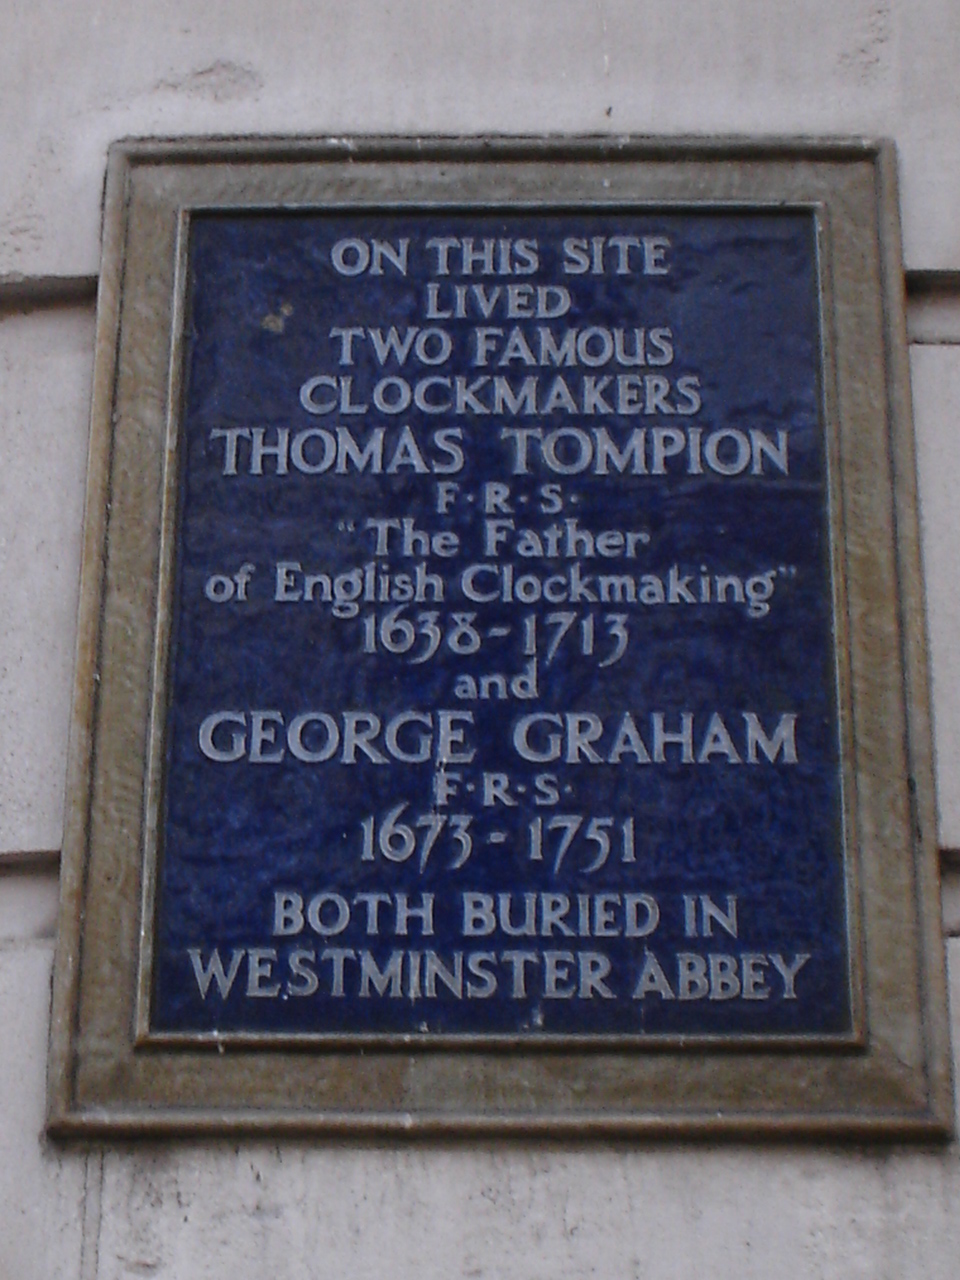 ON THIS SITE
LIVED
TWO FAMOUS
CLOCKMAKERS
THOMAS TOMPION
F·R·S·
"The Father
of English Clockmaking"
1638-1713
and
GEORGE GRAHAM
F·R·S·
1673-1751
BOTH BURIED IN
WESTMINSTER ABBEY